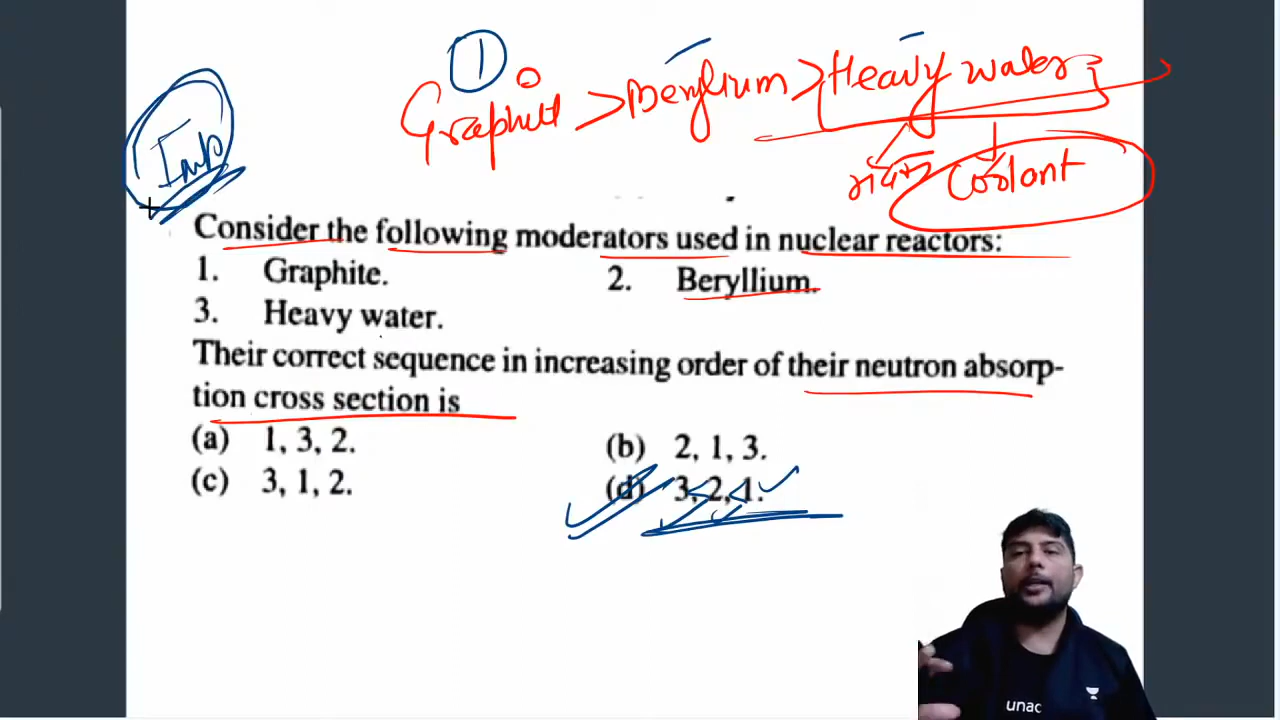 1
Graphitt > Berylium > Heavy water
Coolant
Imp
Consider the following moderators used in nuclear reactors:
1. Graphite. 2. Beryllium.
3. Heavy water.
Their correct sequence in increasing order of their neutron absorp-
tion cross section is
(a) 1, 3, 2. (b) 2, 1, 3.
(c) 3, 1, 2. (d) 3, 2, 1.
unac